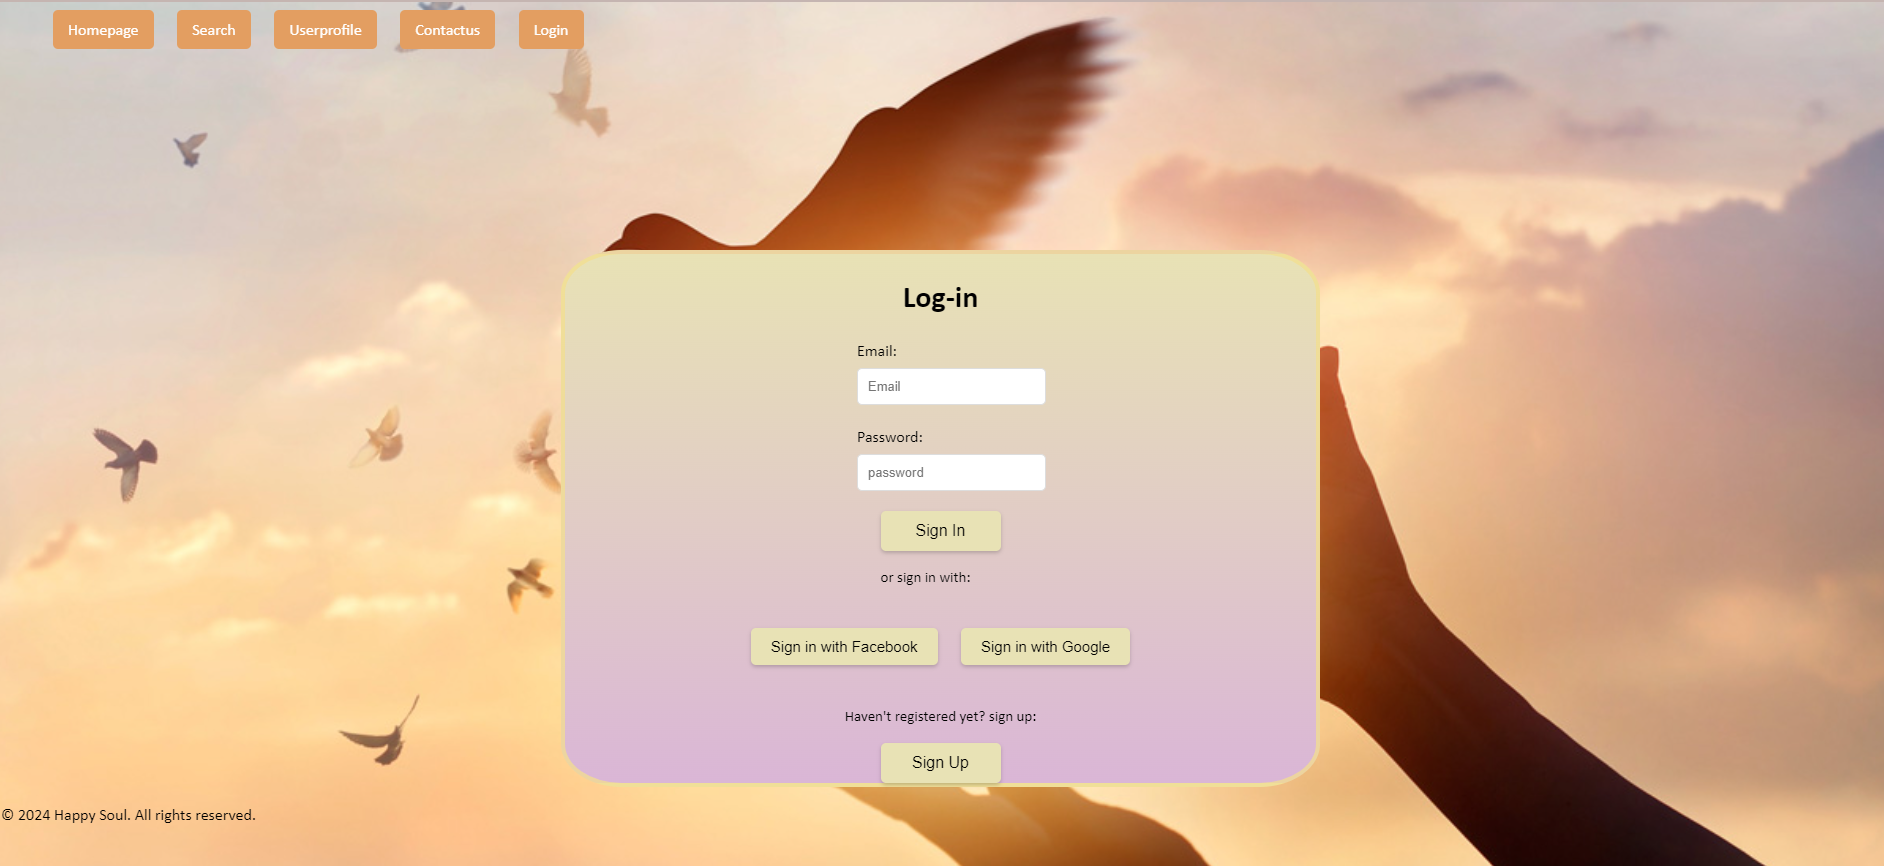 Homepage Search Userprofile Contactus Login
Log-in
Email:
Email
Password:
password
Sign In
or sign in with:
Sign in with Facebook Sign in with Google
Haven't registered yet? sign up:
Sign Up
© 2024 Happy Soul. All rights reserved.